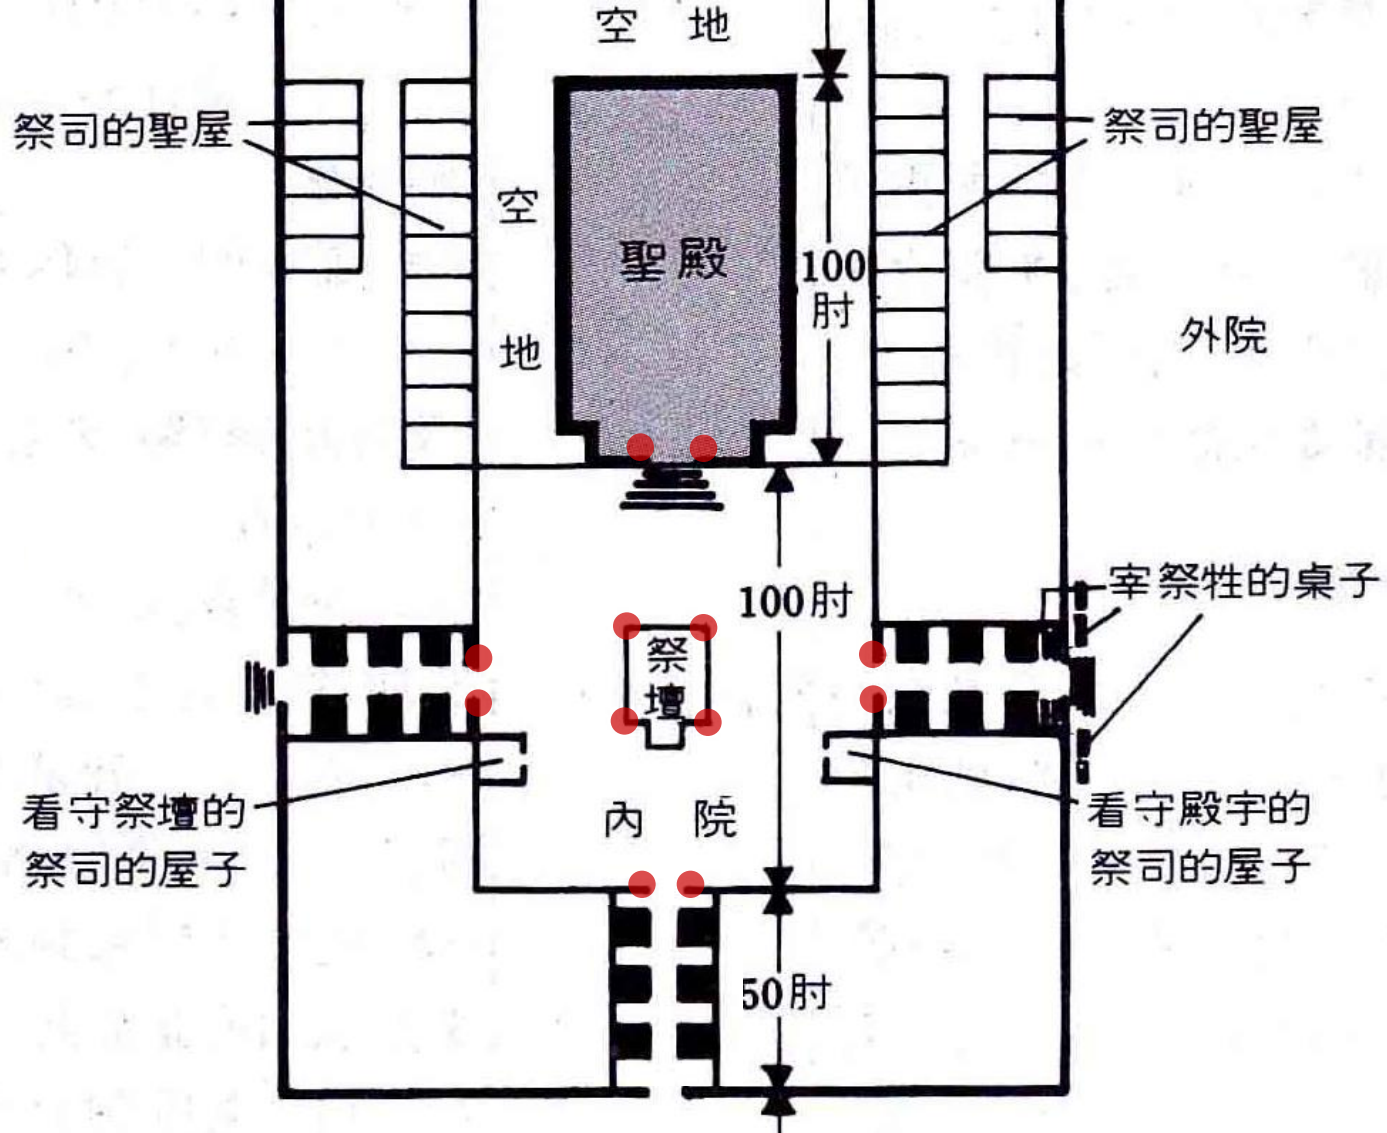 空 地
祭司的聖屋
祭司的聖屋
空
地
聖殿
100
肘
外院
100肘
宰祭牲的桌子
祭
壇
看守祭壇的
祭司的屋子
內 院
看守殿宇的
祭司的屋子
50肘